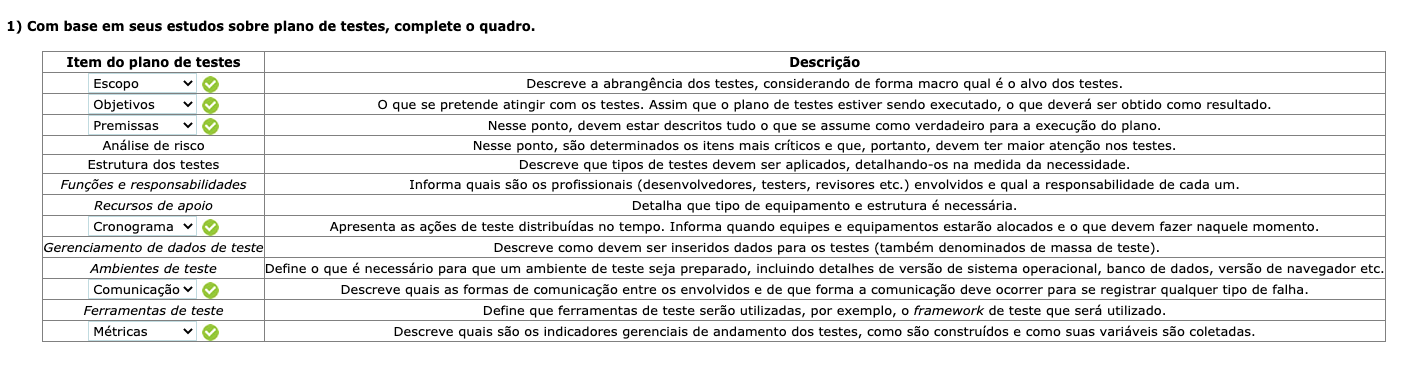 1) Com base em seus estudos sobre plano de testes, complete o quadro.
Item do plano de testes Descrição
Escopo Descreve a abrangência dos testes, considerando de forma macro qual é o alvo dos testes.
Objetivos O que se pretende atingir com os testes. Assim que o plano de testes estiver sendo executado, o que deverá ser obtido como resultado.
Premissas Nesse ponto, devem estar descritos tudo o que se assume como verdadeiro para a execução do plano.
Análise de risco Nesse ponto, são determinados os itens mais críticos e que, portanto, devem ter maior atenção nos testes.
Estrutura dos testes Descreve que tipos de testes devem ser aplicados, detalhando-os na medida da necessidade.
Funções e responsabilidades Informa quais são os profissionais (desenvolvedores, testers, revisores etc.) envolvidos e qual a responsabilidade de cada um.
Recursos de apoio Detalha que tipo de equipamento e estrutura é necessária.
Cronograma Apresenta as ações de teste distribuídas no tempo. Informa quando equipes e equipamentos estarão alocados e o que devem fazer naquele momento.
Gerenciamento de dados de teste Descreve como devem ser inseridos dados para os testes (também denominados de massa de teste).
Ambientes de teste Define o que é necessário para que um ambiente de teste seja preparado, incluindo detalhes de versão de sistema operacional, banco de dados, versão de navegador etc.
Comunicação Descreve quais as formas de comunicação entre os envolvidos e de que forma a comunicação deve ocorrer para se registrar qualquer tipo de falha.
Ferramentas de teste Define que ferramentas de teste serão utilizadas, por exemplo, o framework de teste que será utilizado.
Métricas Descreve quais são os indicadores gerenciais de andamento dos testes, como são construídos e como suas variáveis são coletadas.